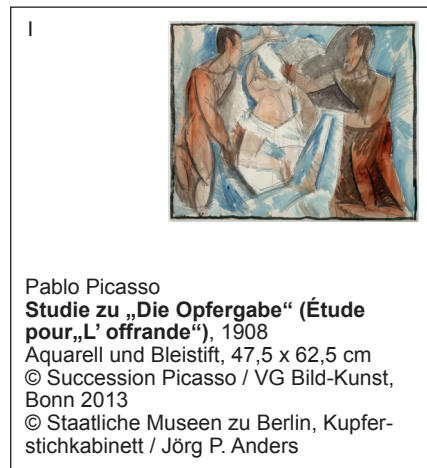 I
Pablo Picasso
Studie zu „Die Opfergabe“ (Étude
pour„L’ offrande“), 1908
Aquarell und Bleistift, 47,5 x 62,5 cm
© Succession Picasso / VG Bild-Kunst,
Bonn 2013
© Staatliche Museen zu Berlin, Kupfer-
stichkabinett / Jörg P. Anders